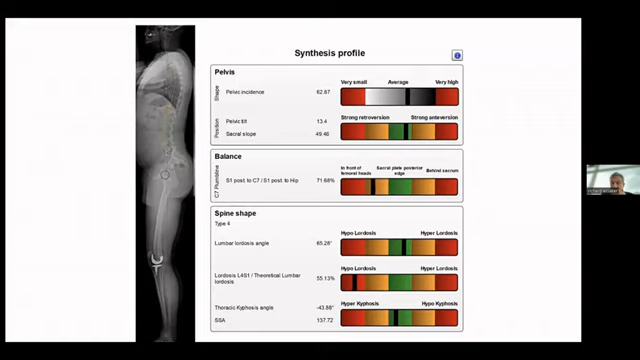 Synthesis profile
Pelvis
Shape
Very small Average Very high
Pelvic incidence 62.87
Position
Strong retroversion Strong anteversion
Pelvic tilt 13.4
Sacral slope 49.46
Balance
C7 Plumbline
In front of femoral heads Sacral plate posterior edge Behind sacrum
S1 post. to C7 / S1 post. to Hip 71.68%
Spine shape
Type 4
Hypo Lordosis Hyper Lordosis
Lumbar lordosis angle 65.28°
Hypo Lordosis Hyper Lordosis
Lordosis L4S1 / Theoretical Lumbar lordosis 55.13%
Hyper Kyphosis Hypo Kyphosis
Thoracic Kyphosis angle -43.88°
SSA 137.72